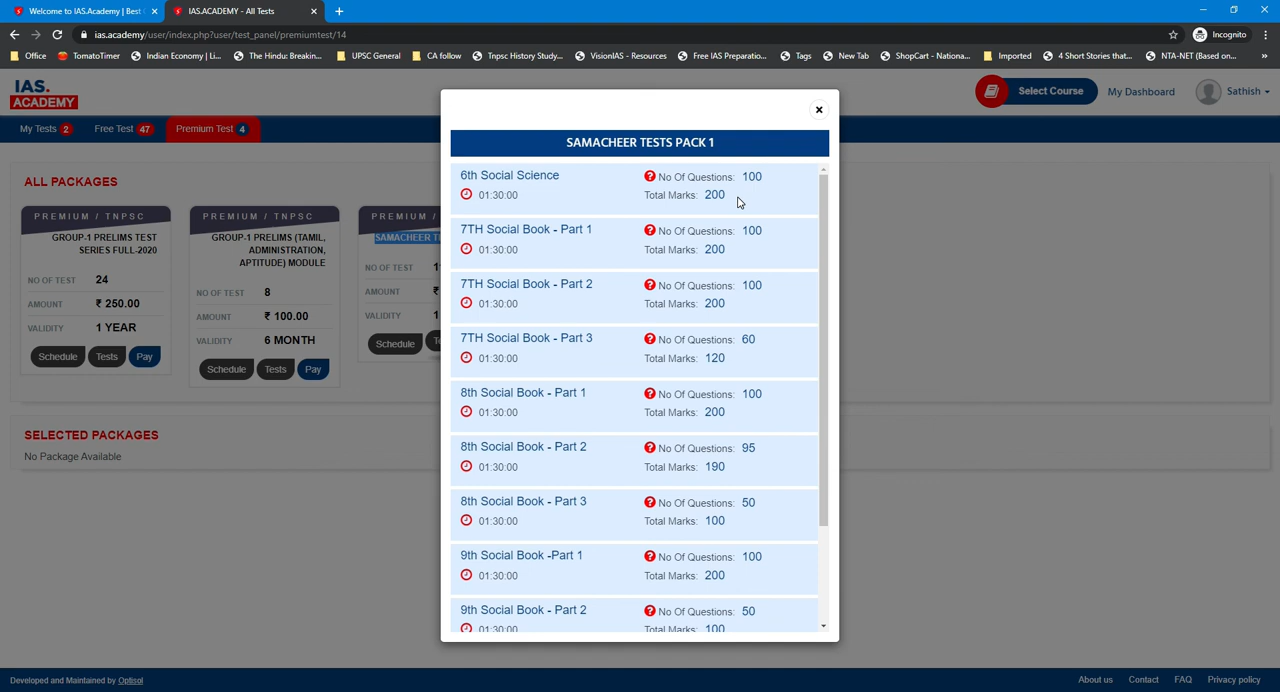 Welcome to IAS.Academy | Best
IAS.ACADEMY - All Tests
ias.academy/user/index.php?user/test_panel/premiumtest/14
Incognito
Office
TomatoTimer
Indian Economy | Li...
The Hindu Breakin...
UPSC General
CA follow
Tnpsc History Study...
VisionIAS - Resources
Free IAS Preparatio...
Tags
New Tab
ShopCart - Nationa...
Imported
4 Short Stories that...
NTA-NET (Based on...
IAS.
ACADEMY
Select Course
My Dashboard
Sathish
My Tests 2
Free Test 47
Premium Test 4
ALL PACKAGES
PREMIUM / TNPSC
GROUP-1 PRELIMS TEST
SERIES FULL-2020
NO OF TEST 24
AMOUNT ₹ 250.00
VALIDITY 1 YEAR
Schedule Tests Pay
PREMIUM / TNPSC
GROUP-1 PRELIMS (TAMIL,
ADMINISTRATION,
APTITUDE) MODULE
NO OF TEST 8
AMOUNT ₹ 100.00
VALIDITY 6 MONTH
Schedule Tests Pay
PREMIUM /
SAMACHEER
NO OF TEST
AMOUNT
VALIDITY
Schedule
SELECTED PACKAGES
No Package Available
SAMACHEER TESTS PACK 1
6th Social Science No Of Questions: 100
01:30:00 Total Marks: 200
7TH Social Book - Part 1 No Of Questions: 100
01:30:00 Total Marks: 200
7TH Social Book - Part 2 No Of Questions: 100
01:30:00 Total Marks: 200
7TH Social Book - Part 3 No Of Questions: 60
01:30:00 Total Marks: 120
8th Social Book - Part 1 No Of Questions: 100
01:30:00 Total Marks: 200
8th Social Book - Part 2 No Of Questions: 95
01:30:00 Total Marks: 190
8th Social Book - Part 3 No Of Questions: 50
01:30:00 Total Marks: 100
9th Social Book -Part 1 No Of Questions: 100
01:30:00 Total Marks: 200
9th Social Book - Part 2 No Of Questions: 50
01:30:00 Total Marks: 100
Developed and Maintained by Optisol
About us
Contact
FAQ
Privacy policy